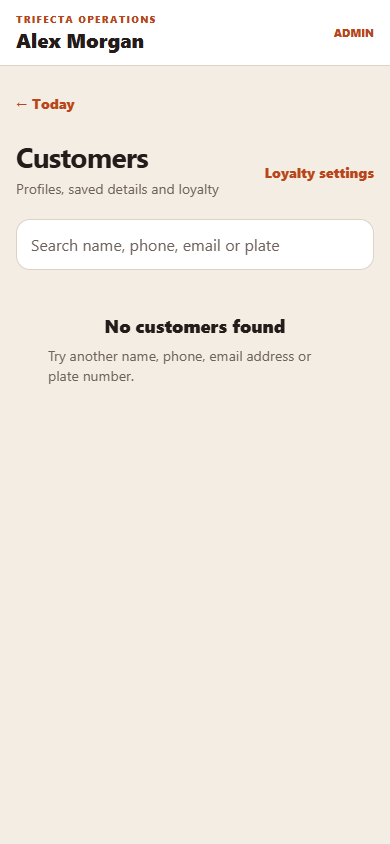 TRIFECTA OPERATIONS
Alex Morgan
ADMIN
← Today
Customers
Profiles, saved details and loyalty
Loyalty settings
Search name, phone, email or plate
No customers found
Try another name, phone, email address or
plate number.